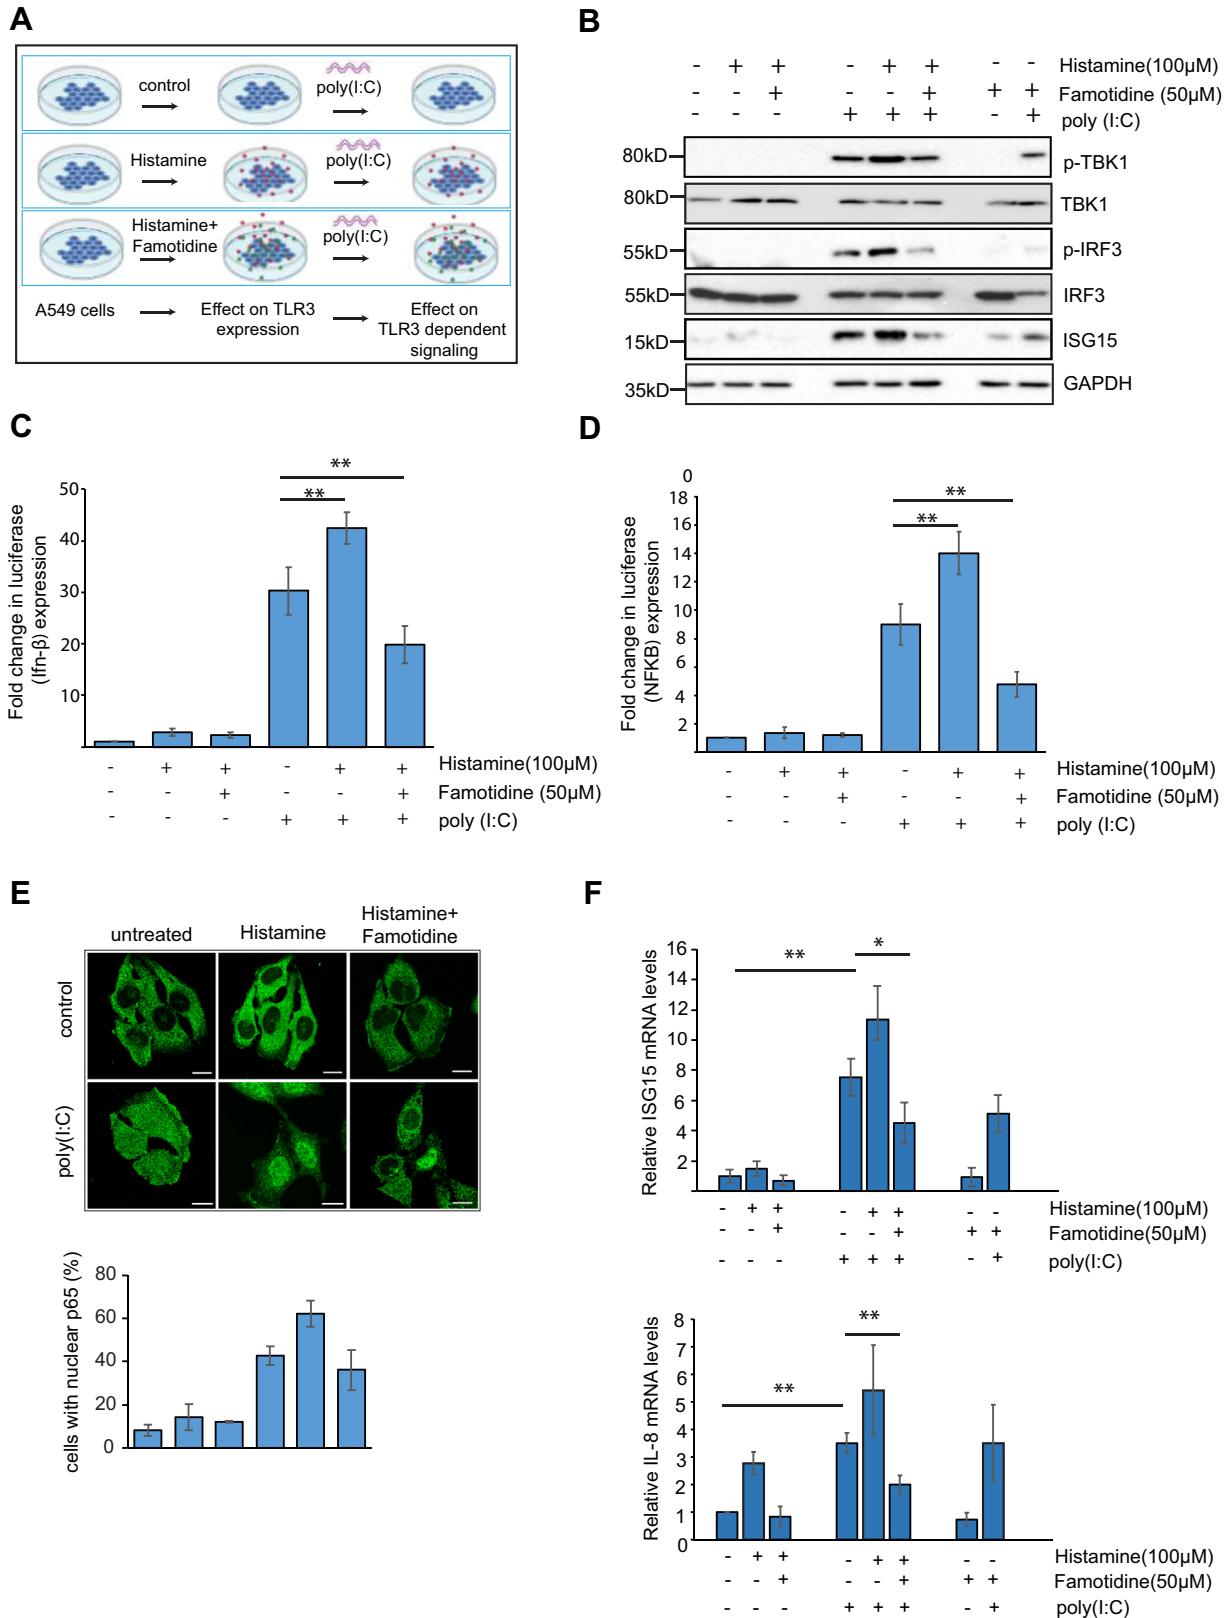 A
control
poly(I:C)
Histamine
poly(I:C)
Histamine+
Famotidine
poly(I:C)
A549 cells
Effect on TLR3
expression
Effect on
TLR3 dependent
signaling
B
- + + - + + - - Histamine(100µM)
- - + - - + + + Famotidine (50µM)
- - - + + + - + poly (I:C)
80kD p-TBK1
80kD TBK1
55kD p-IRF3
55kD IRF3
15kD ISG15
35kD GAPDH
C
Fold change in luciferase
(Ifn-β) expression
50
40
30
20
10
**
**
- + + - + + Histamine(100µM)
- - + - - + Famotidine (50µM)
- - - + + + poly (I:C)
D
Fold change in luciferase
(NFKB) expression
0
18
16
14
12
10
8
6
4
2
**
**
- + + - + + Histamine(100µM)
- - + - - + Famotidine (50µM)
- - - + + + poly (I:C)
E
untreated
Histamine
Histamine+
Famotidine
control
poly(I:C)
cells with nuclear p65 (%)
80
60
40
20
0
F
Relative ISG15 mRNA levels
16
14
12
10
8
6
4
2
**
*
- + + - + + - - Histamine(100µM)
- - + - - + + + Famotidine(50µM)
- - - + + + - + poly(I:C)
Relative IL-8 mRNA levels
8
7
6
5
4
3
2
1
0
**
**
- + + - + + - - Histamine(100µM)
- - + - - + + + Famotidine(50µM)
- - - + + + - + poly(I:C)